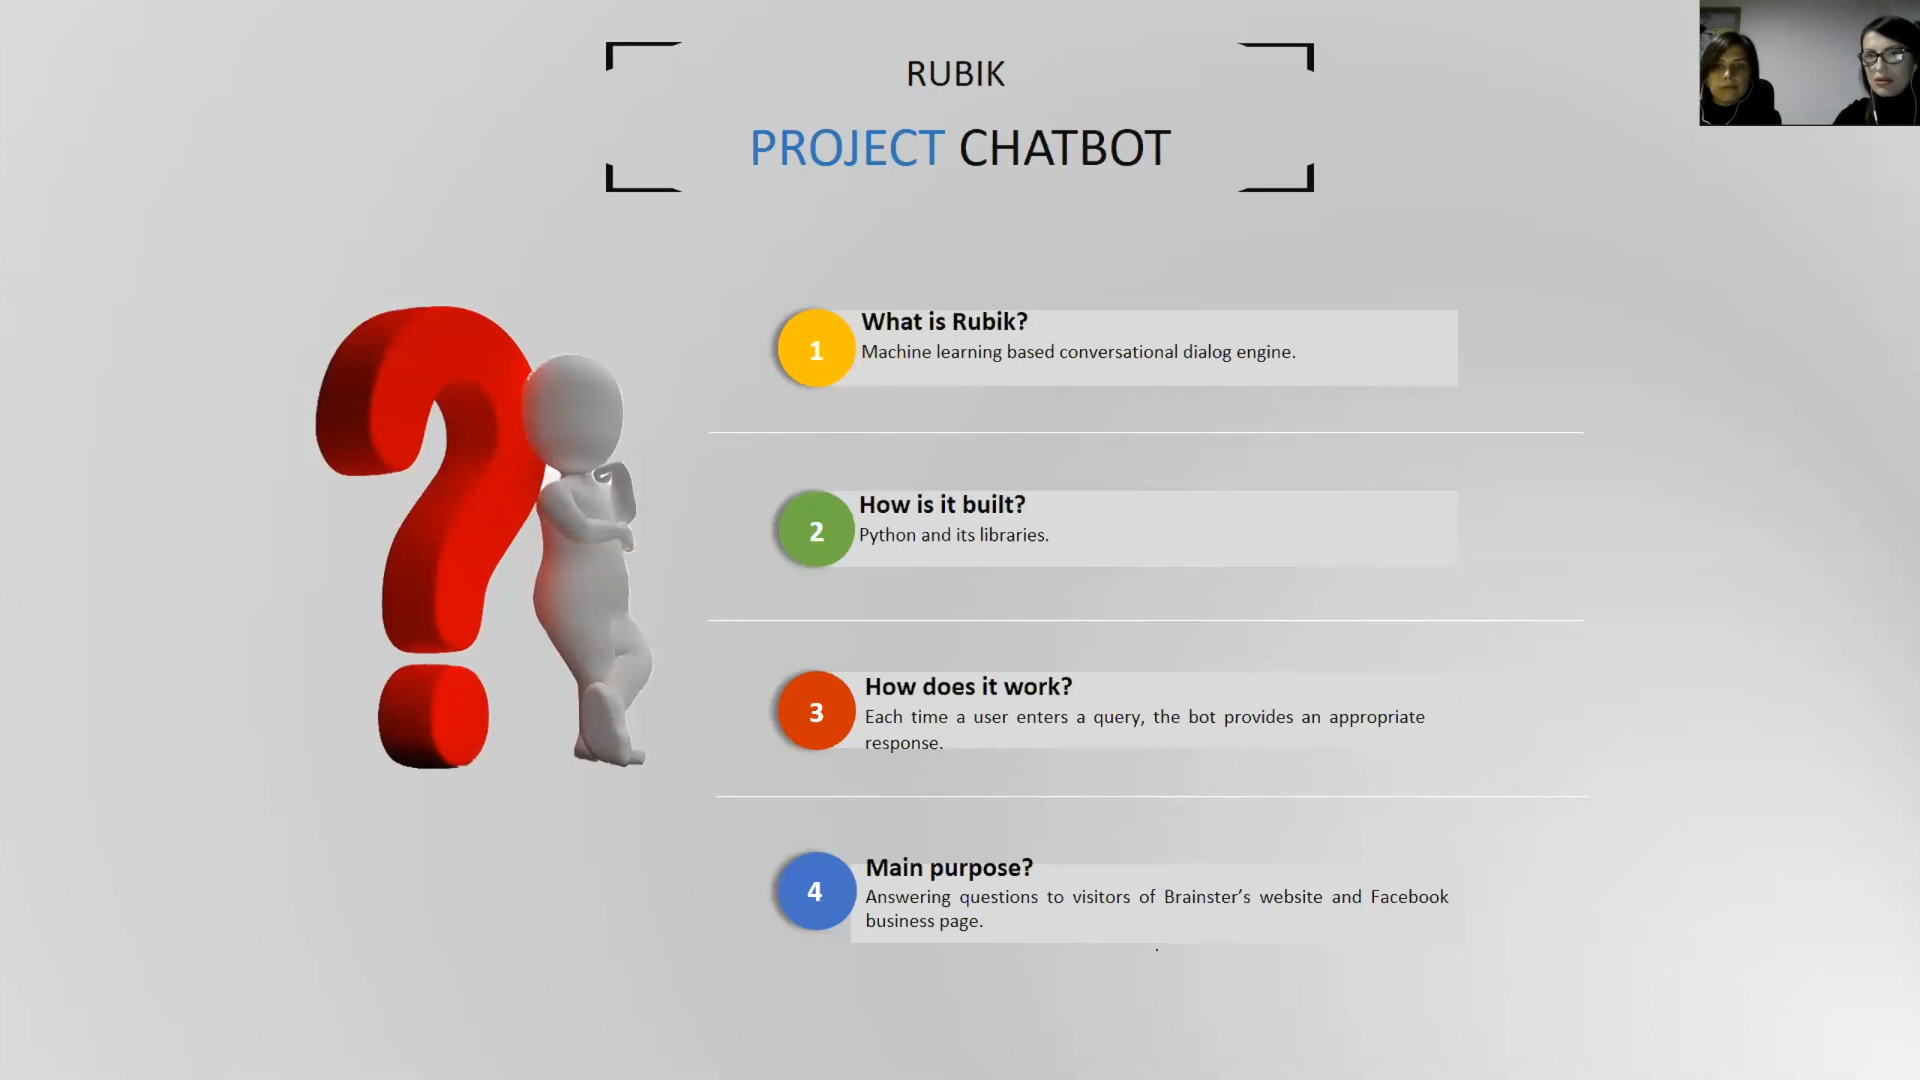 RUBIK
PROJECT CHATBOT
1
What is Rubik?
Machine learning based conversational dialog engine.
2
How is it built?
Python and its libraries.
3
How does it work?
Each time a user enters a query, the bot provides an appropriate
response.
4
Main purpose?
Answering questions to visitors of Brainster’s website and Facebook
business page.
.